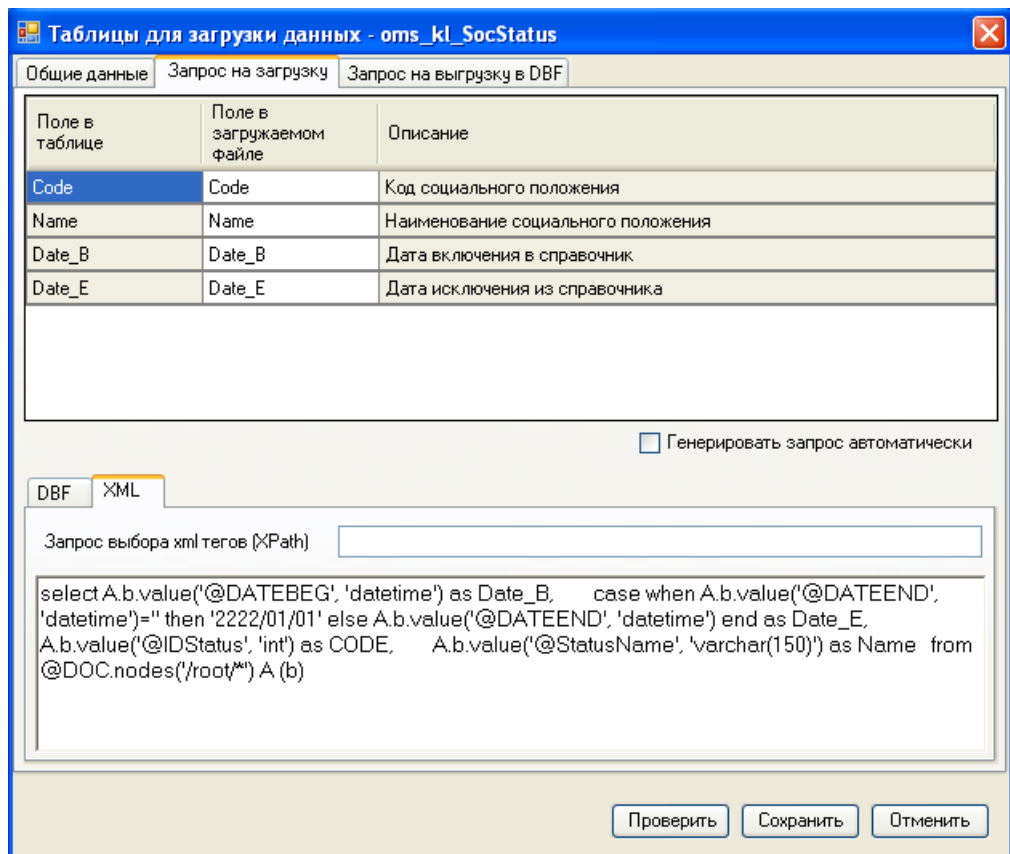 Таблицы для загрузки данных - oms_kl_SocStatus
Общие данные Запрос на загрузку Запрос на выгрузку в DBF
Поле в таблице Поле в загружаемом файле Описание
Code Code Код социального положения
Name Name Наименование социального положения
Date_B Date_B Дата включения в справочник
Date_E Date_E Дата исключения из справочника
Генерировать запрос автоматически
DBF XML
Запрос выбора xml тегов (XPath)
select A.b.value('@DATEBEG', 'datetime') as Date_B, case when A.b.value('@DATEEND',
'datetime')='' then '2222/01/01' else A.b.value('@DATEEND', 'datetime') end as Date_E,
A.b.value('@IDStatus', 'int') as CODE, A.b.value('@StatusName', 'varchar(150)') as Name from
@DOC.nodes('/root/*') A (b)
Проверить Сохранить Отменить